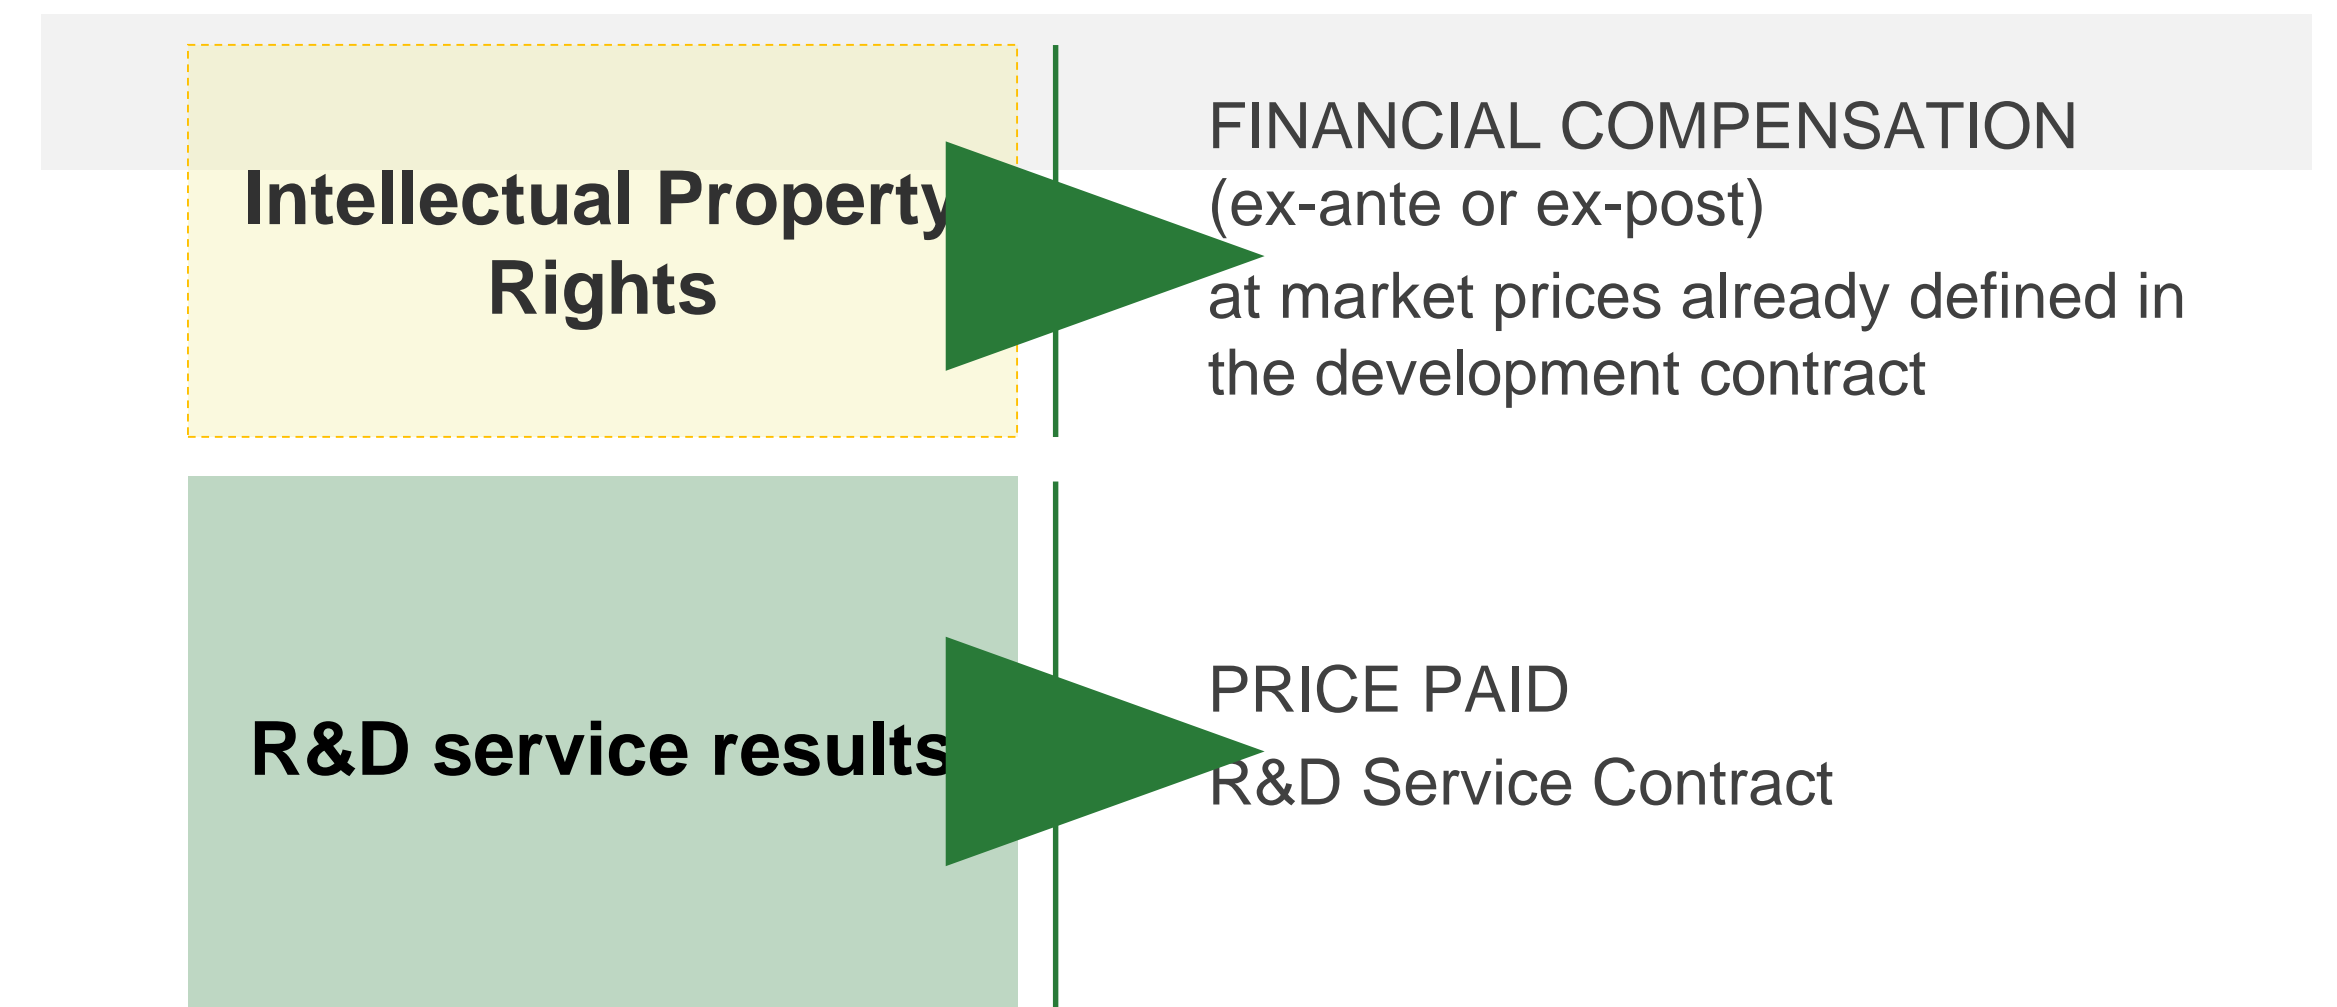 Intellectual Property
Rights
FINANCIAL COMPENSATION
(ex-ante or ex-post)
at market prices already defined in
the development contract
R&D service results
PRICE PAID
R&D Service Contract